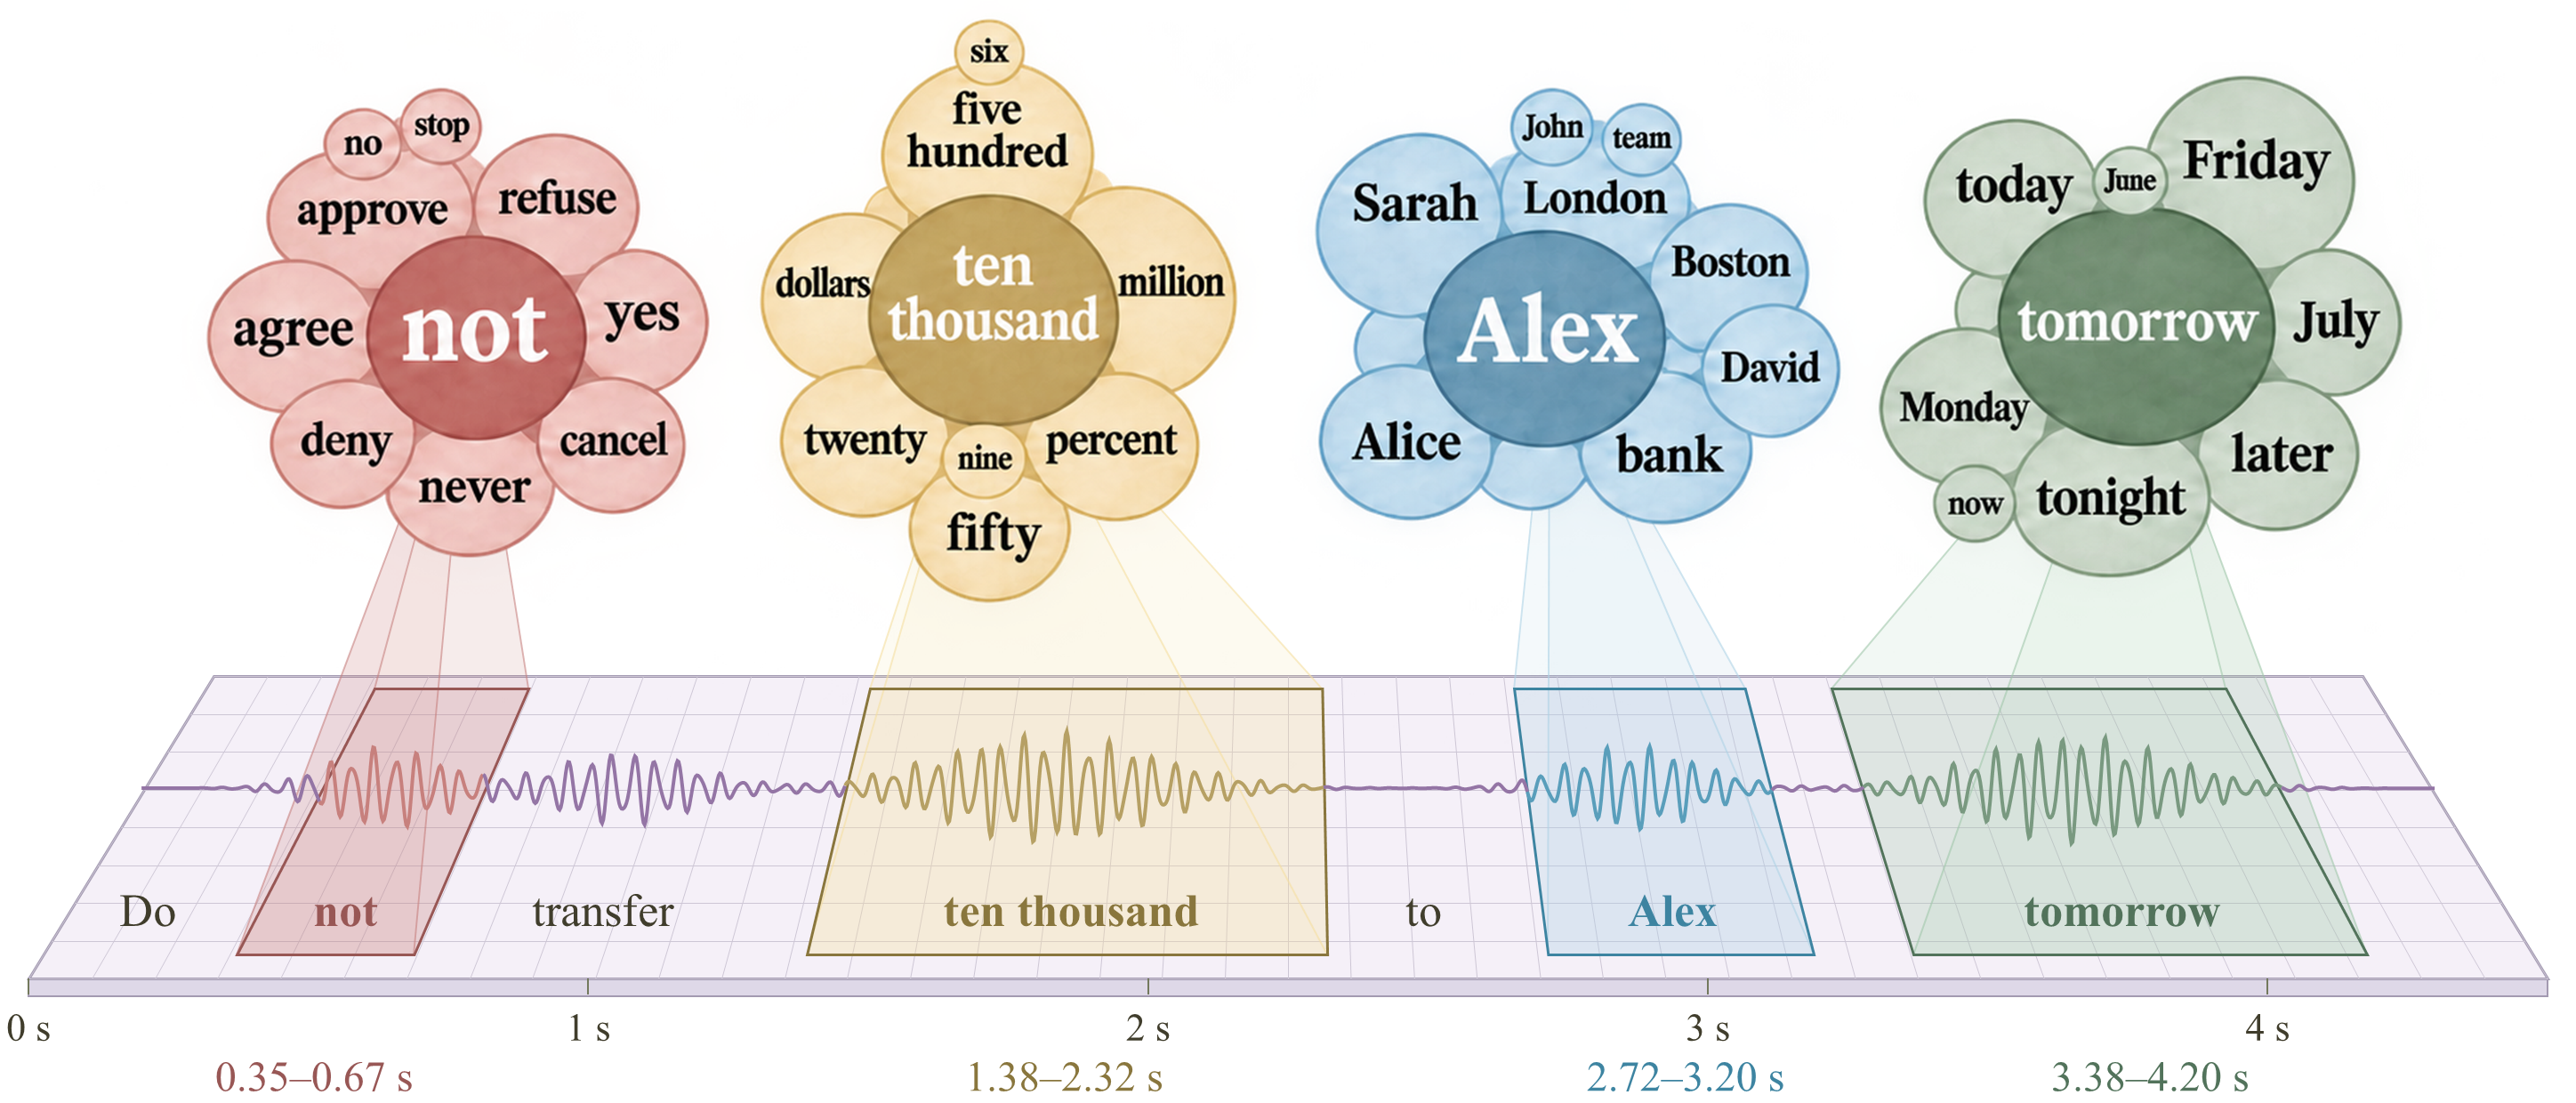 no
stop
approve
refuse
agree
not
yes
deny
cancel
never
six
five
hundred
dollars
ten
thousand
million
twenty
nine
percent
fifty
John
team
Sarah
London
Boston
Alex
David
Alice
bank
today
June
Friday
tomorrow
July
Monday
later
now
tonight
Do not transfer ten thousand to Alex tomorrow
0 s 1 s 2 s 3 s 4 s
0.35–0.67 s 1.38–2.32 s 2.72–3.20 s 3.38–4.20 s